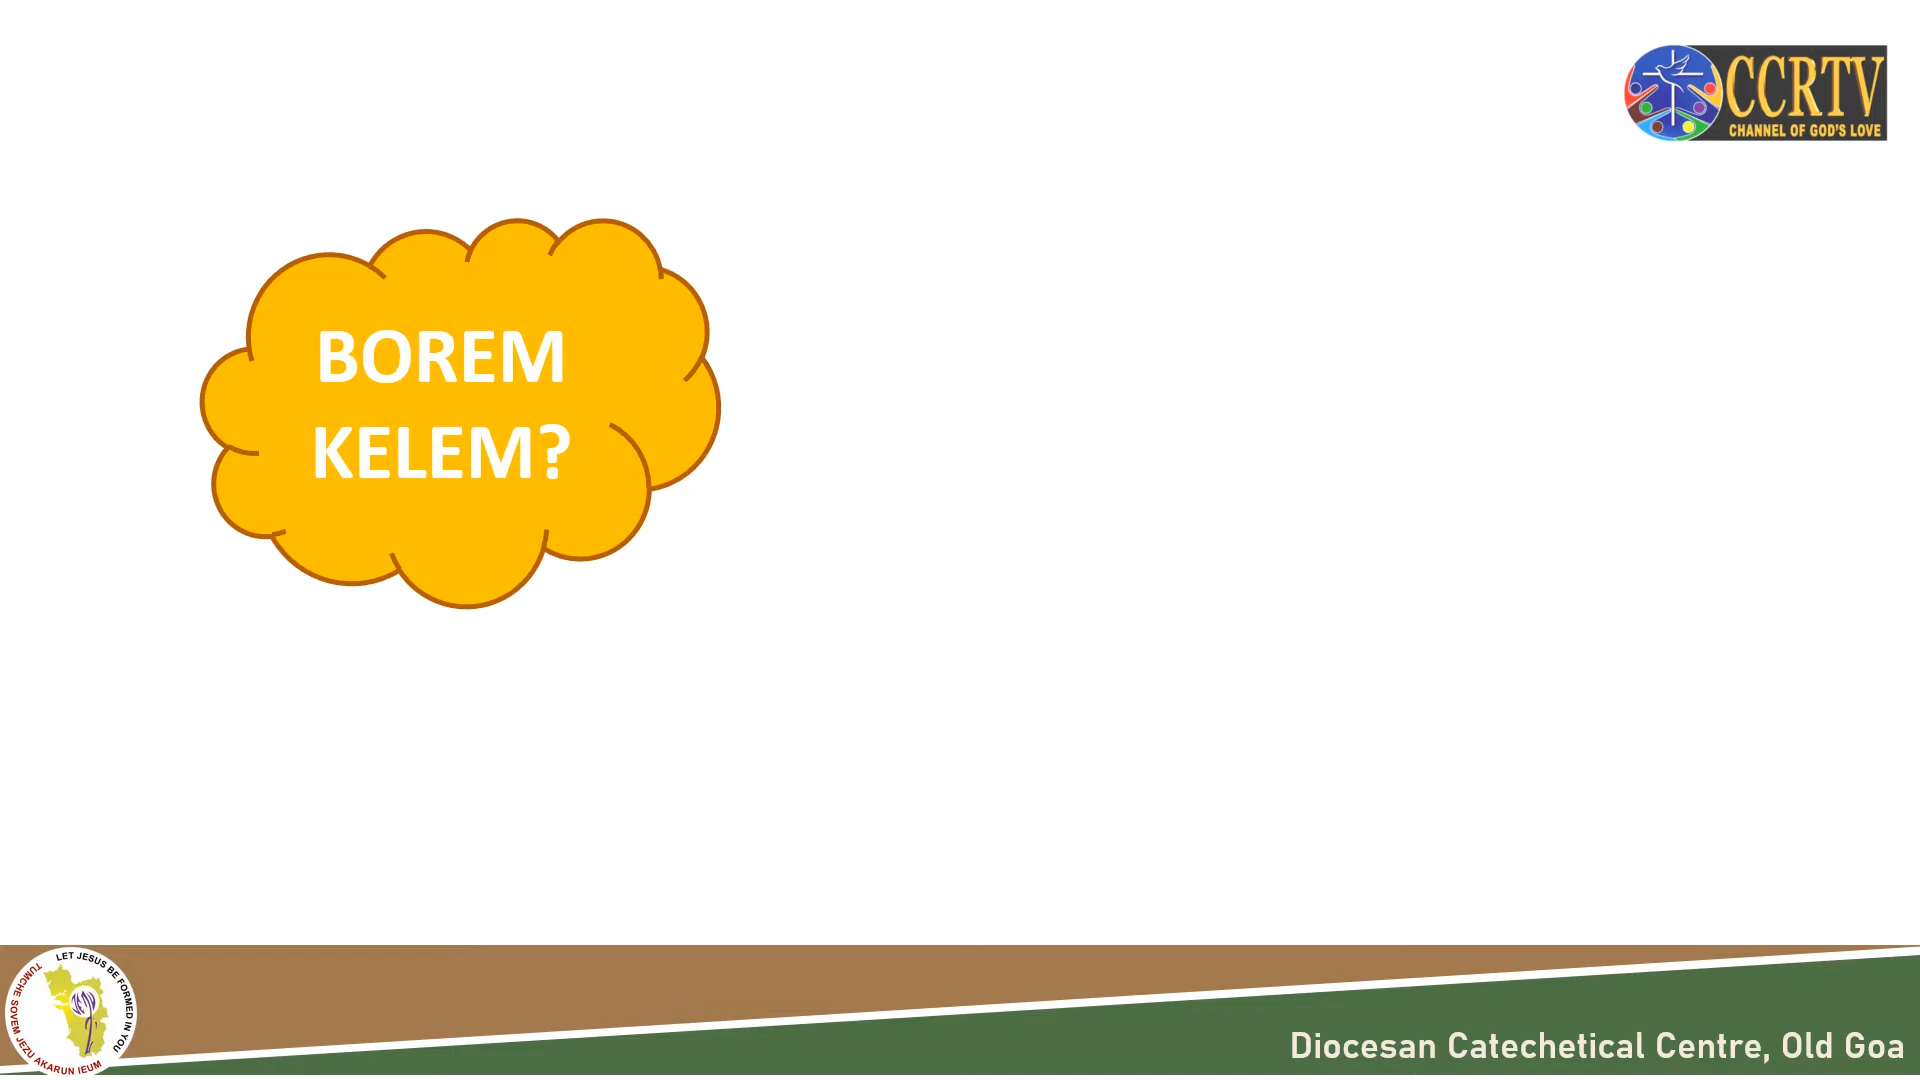 CCRTV
CHANNEL OF GOD'S LOVE
BOREM
KELEM?
LET JESUS BE FORMED IN YOU
TUMCHE SOVEM JEZU AKARUN IEUM
Diocesan Catechetical Centre, Old Goa